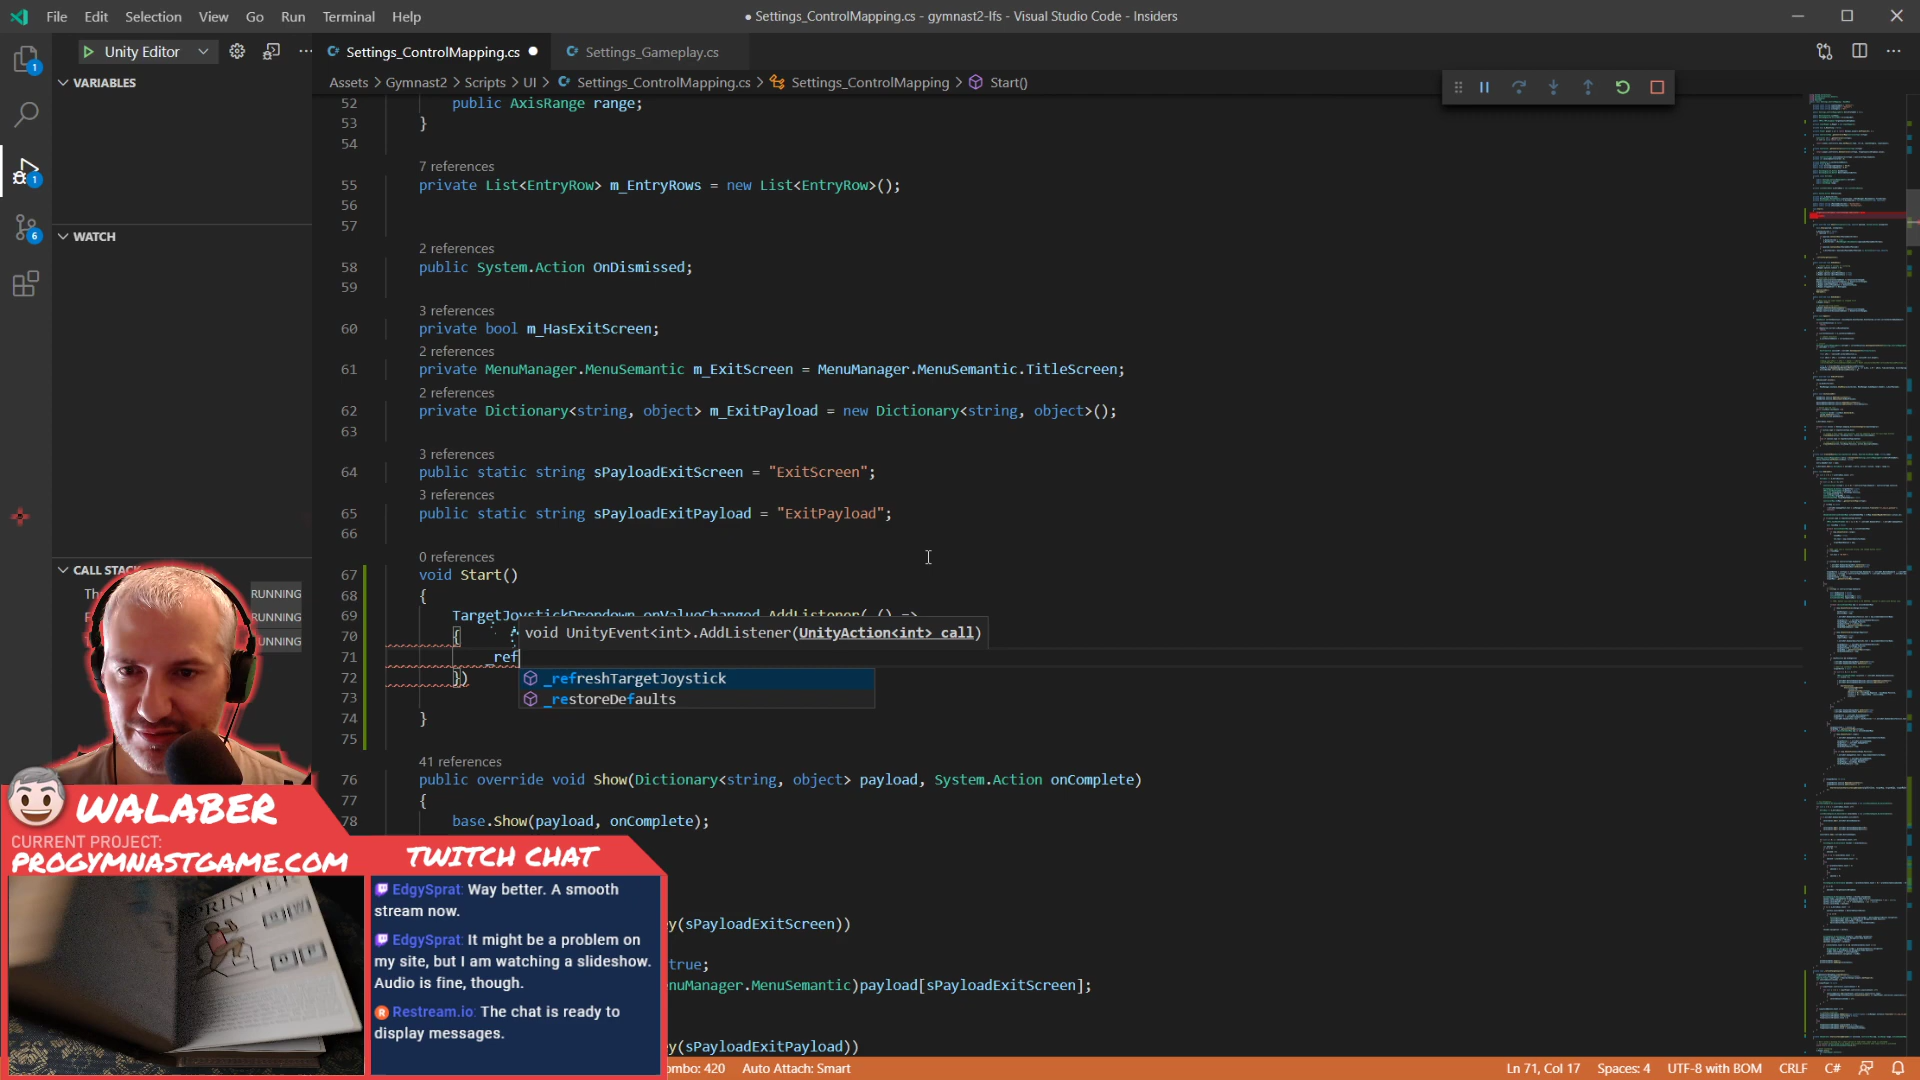 File Edit Selection View Go Run Terminal Help
● Settings_ControlMapping.cs - gymnast2-lfs - Visual Studio Code - Insiders
Unity Editor
Settings_ControlMapping.cs
Settings_Gameplay.cs
Assets > Gymnast2 > Scripts > UI > Settings_ControlMapping.cs > Settings_ControlMapping > Start()
VARIABLES
WATCH
CALL STACK
RUNNING
RUNNING
RUNNING
1
1
6
52 public AxisRange range;
53 }
54
7 references
55 private List<EntryRow> m_EntryRows = new List<EntryRow>();
56
57
2 references
58 public System.Action OnDismissed;
59
3 references
60 private bool m_HasExitScreen;
2 references
61 private MenuManager.MenuSemantic m_ExitScreen = MenuManager.MenuSemantic.TitleScreen;
2 references
62 private Dictionary<string, object> m_ExitPayload = new Dictionary<string, object>();
63
3 references
64 public static string sPayloadExitScreen = "ExitScreen";
3 references
65 public static string sPayloadExitPayload = "ExitPayload";
66
0 references
67 void Start()
68 {
69 TargetJoystickDropdown.onValueChanged.AddListener( () =>
70 {
void UnityEvent<int>.AddListener(UnityAction<int> call)
71 _ref
72 })
_refreshTargetJoystick
_restoreDefaults
73
74 }
75
41 references
76 public override void Show(Dictionary<string, object> payload, System.Action onComplete)
77 {
78 base.Show(payload, onComplete);
y(sPayloadExitScreen))
true;
nuManager.MenuSemantic)payload[sPayloadExitScreen];
y(sPayloadExitPayload))
WALABER
CURRENT PROJECT:
PROGYMNASTGAME.COM
TWITCH CHAT
EdgySprat: Way better. A smooth
stream now.
EdgySprat: It might be a problem on
my site, but I am watching a slideshow.
Audio is fine, though.
Restream.io: The chat is ready to
display messages.
ombo: 420 Auto Attach: Smart
Ln 71, Col 17 Spaces: 4 UTF-8 with BOM CRLF C#